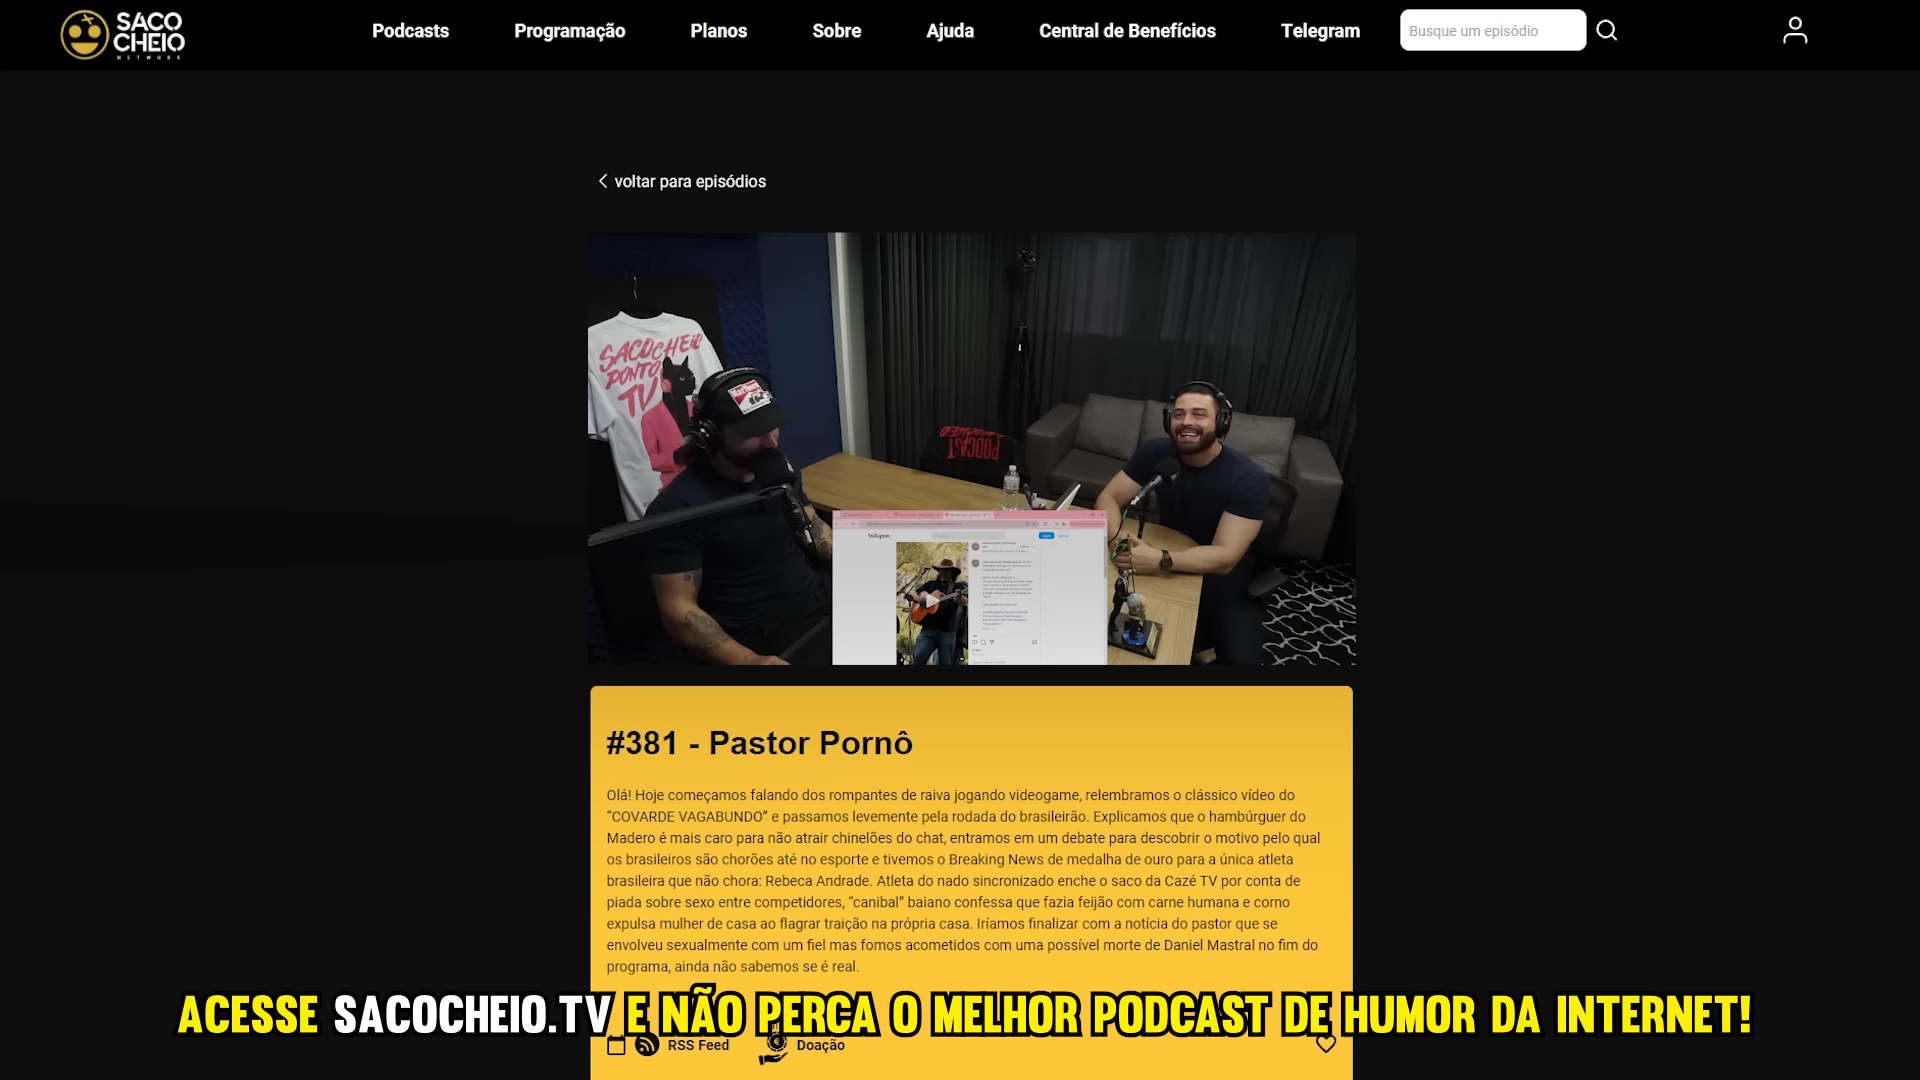 SACO
CHEIO
NETWORK
Podcasts
Programação
Planos
Sobre
Ajuda
Central de Benefícios
Telegram
Busque um episódio
voltar para episódios
SACOCHEIO
PONTO
TV
PODCAST
Instagram
#381 - Pastor Pornô
Olá! Hoje começamos falando dos rompantes de raiva jogando videogame, relembramos o clássico vídeo do
“COVARDE VAGABUNDO” e passamos levemente pela rodada do brasileirão. Explicamos que o hambúrguer do
Madero é mais caro para não atrair chinelões do chat, entramos em um debate para descobrir o motivo pelo qual
os brasileiros são chorões até no esporte e tivemos o Breaking News de medalha de ouro para a única atleta
brasileira que não chora: Rebeca Andrade. Atleta do nado sincronizado enche o saco da Cazé TV por conta de
piada sobre sexo entre competidores, “canibal” baiano confessa que fazia feijão com carne humana e corno
expulsa mulher de casa ao flagrar traição na própria casa. Iríamos finalizar com a notícia do pastor que se
envolveu sexualmente com um fiel mas fomos acometidos com uma possível morte de Daniel Mastral no fim do
programa, ainda não sabemos se é real.
ACESSE SACOCHEIO.TV E NÃO PERCA O MELHOR PODCAST DE HUMOR DA INTERNET!
RSS Feed
Doação